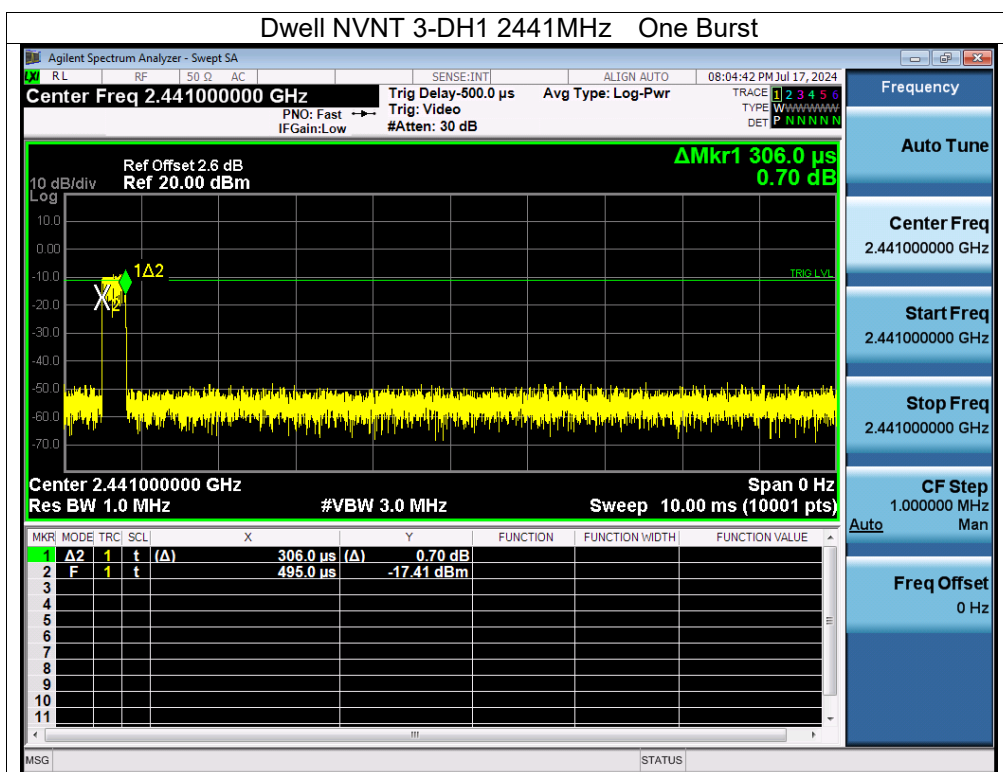 Dwell NVNT 3-DH1 2441MHz One Burst
Agilent Spectrum Analyzer - Swept SA
LXI RL RF 50 Ω AC SENSE:INT ALIGN AUTO 08:04:42 PM Jul 17, 2024
Center Freq 2.441000000 GHz Trig Delay-500.0 µs Avg Type: Log-Pwr TRACE 1 2 3 4 5 6
PNO: Fast Trig: Video TYPE WWWWWWW
IFGain:Low #Atten: 30 dB DET P N N N N N
ΔMkr1 306.0 µs
0.70 dB
Ref Offset 2.6 dB
10 dB/div Ref 20.00 dBm
Log
10.0
0.00
-10.0
-20.0
-30.0
-40.0
-50.0
-60.0
-70.0
1Δ2
X2
TRIG LVL
Center 2.441000000 GHz Span 0 Hz
Res BW 1.0 MHz #VBW 3.0 MHz Sweep 10.00 ms (10001 pts)
MKR MODE TRC SCL X Y FUNCTION FUNCTION WIDTH FUNCTION VALUE
1 Δ2 1 t (Δ) 306.0 µs (Δ) 0.70 dB
2 F 1 t 495.0 µs -17.41 dBm
3
4
5
6
7
8
9
10
11
MSG STATUS
Frequency
Auto Tune
Center Freq
2.441000000 GHz
Start Freq
2.441000000 GHz
Stop Freq
2.441000000 GHz
CF Step
1.000000 MHz
Auto Man
Freq Offset
0 Hz